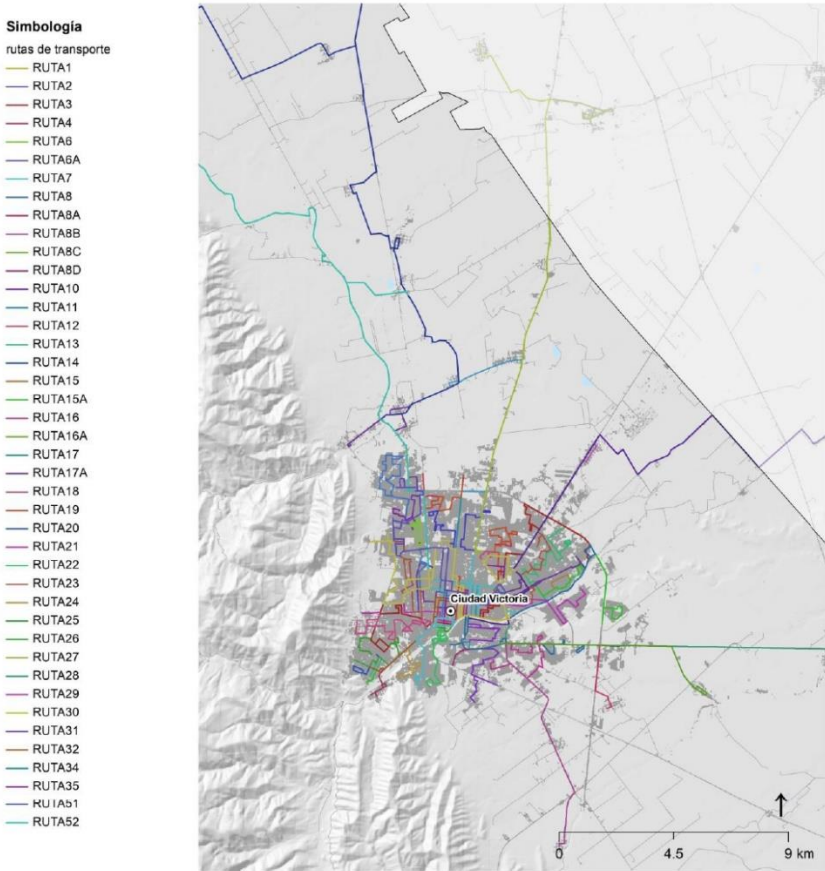 Simbología
rutas de transporte
RUTA1
RUTA2
RUTA3
RUTA4
RUTA6
RUTA6A
RUTA7
RUTA8
RUTA8A
RUTA8B
RUTA8C
RUTA8D
RUTA10
RUTA11
RUTA12
RUTA13
RUTA14
RUTA15
RUTA15A
RUTA16
RUTA16A
RUTA17
RUTA17A
RUTA18
RUTA19
RUTA20
RUTA21
RUTA22
RUTA23
RUTA24
RUTA25
RUTA26
RUTA27
RUTA28
RUTA29
RUTA30
RUTA31
RUTA32
RUTA34
RUTA35
RUTA51
RUTA52
Ciudad Victoria
0 4.5 9 km